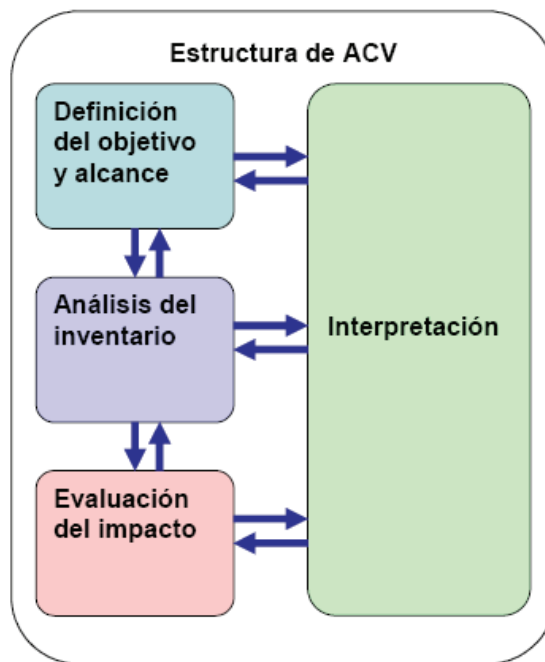 Estructura de ACV
Definición
del objetivo
y alcance
Análisis del
inventario
Interpretación
Evaluación
del impacto